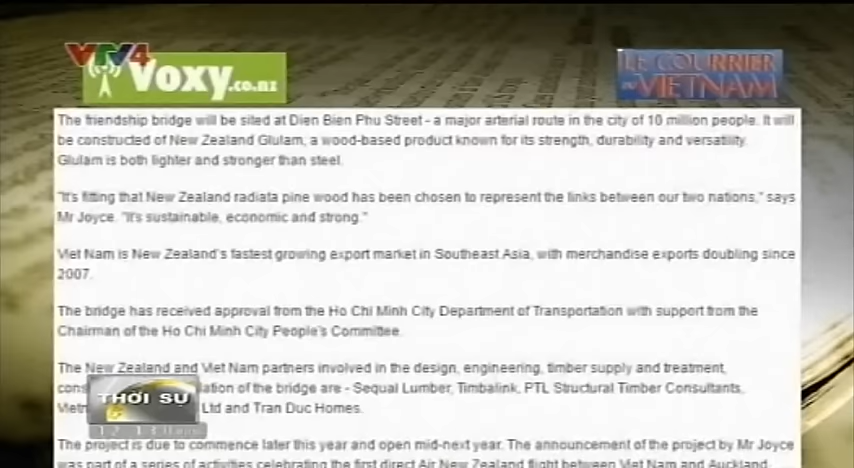 VTV4
Voxy.co.nz
LE COURRIER
DU VIETNAM
The friendship bridge will be sited at Dien Bien Phu Street - a major arterial route in the city of 10 million people. It will
be constructed of New Zealand Glulam, a wood-based product known for its strength, durability and versatility.
Glulam is both lighter and stronger than steel.
"It's fitting that New Zealand radiata pine wood has been chosen to represent the links between our two nations," says
Mr Joyce. "It's sustainable, economic and strong."
Viet Nam is New Zealand's fastest growing export market in Southeast Asia, with merchandise exports doubling since
2007.
The bridge has received approval from the Ho Chi Minh City Department of Transportation with support from the
Chairman of the Ho Chi Minh City People's Committee.
The New Zealand and Viet Nam partners involved in the design, engineering, timber supply and treatment,
of the bridge are - Sequal Lumber, Timbalink, PTL Structural Timber Consultants,
Ltd and Tran Duc Homes.
THỜI SỰ
The project is due to commence later this year and open mid-next year. The announcement of the project by Mr Joyce
was part of a series of activities celebrating the first direct Air New Zealand flight between Viet Nam and Auckland.